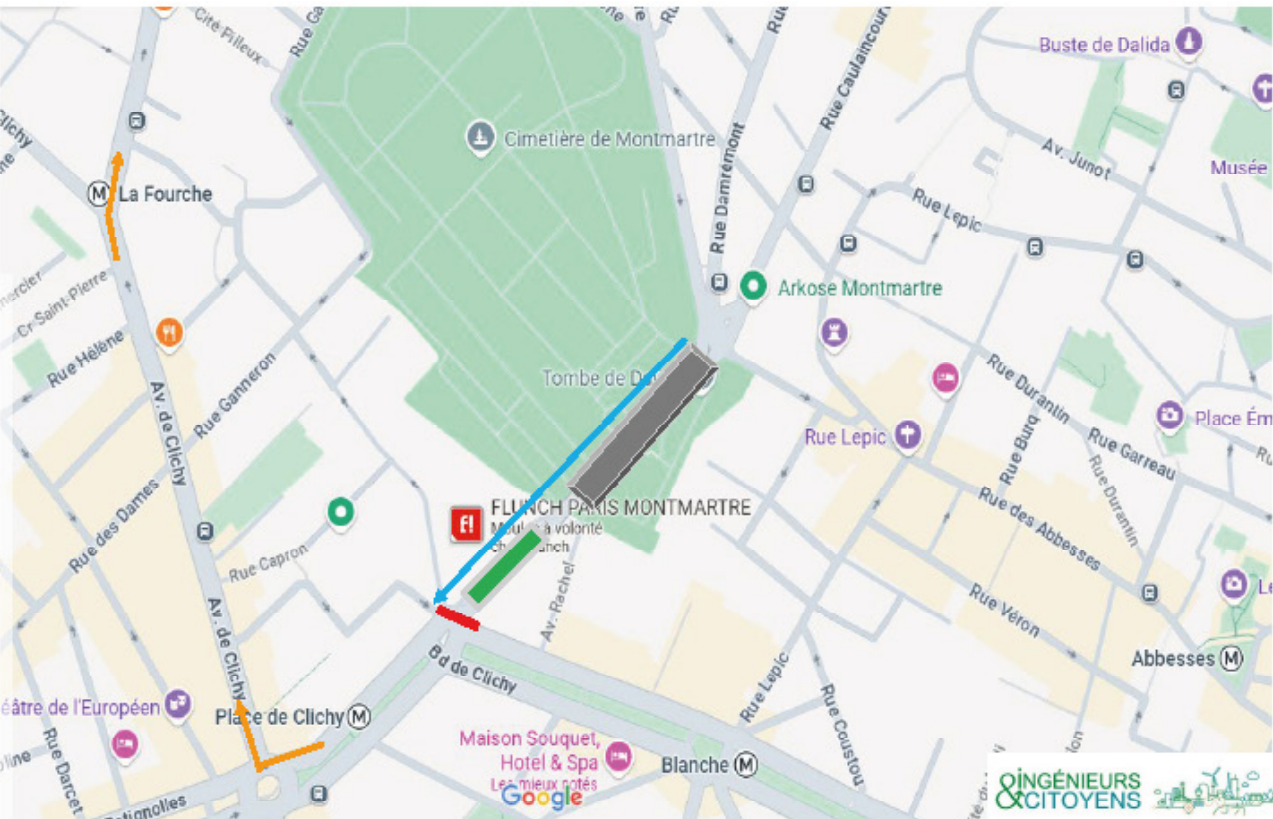 Cité Pilleux
Rue
Rue Caulaincourt
Buste de Dalida
Clichy
Cimetière de Montmartre
Rue Damrémont
Av. Junot
Musée
M La Fourche
Rue Lepic
Cr Saint-Pierre
Arkose Montmartre
Rue Hélène
Rue Ganneron
Av. de Clichy
Tombe de D
Rue Lepic
Rue Durantin
Place Ém
Rue Burq
Rue Garreau
Rue Durantin
FLUNCH PARIS MONTMARTRE
à volonté
Rue des Dames
Rue des Abbesses
Rue Capron
Av. de Clichy
Av. Rachel
Rue Véron
Bd de Clichy
Abbesses M
éâtre de l'Européen
Place de Clichy M
Rue Lepic
Rue Coustou
Rue Darcet
Maison Souquet,
Hotel & Spa
Les mieux notés
Blanche M
Google
INGÉNIEURS
&CITOYENS